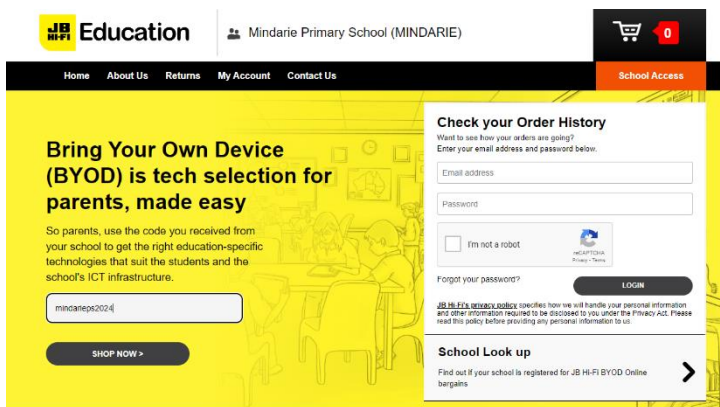 JB HI-FI Education
Mindarie Primary School (MINDARIE)
0
Home About Us Returns My Account Contact Us
School Access
Bring Your Own Device
(BYOD) is tech selection for
parents, made easy
So parents, use the code you received from
your school to get the right education-specific
technologies that suit the students and the
school's ICT infrastructure.
mindarieps2024
SHOP NOW >
Check your Order History
Want to see how your orders are going?
Enter your email address and password below.
Email address
Password
I'm not a robot
reCAPTCHA
Privacy - Terms
Forgot your password?
LOGIN
JB Hi-Fi's privacy policy specifies how we will handle your personal information
and other information required to be disclosed to you under the Privacy Act. Please
read this policy before providing any personal information to us.
School Look up
Find out if your school is registered for JB HI-FI BYOD Online
bargains